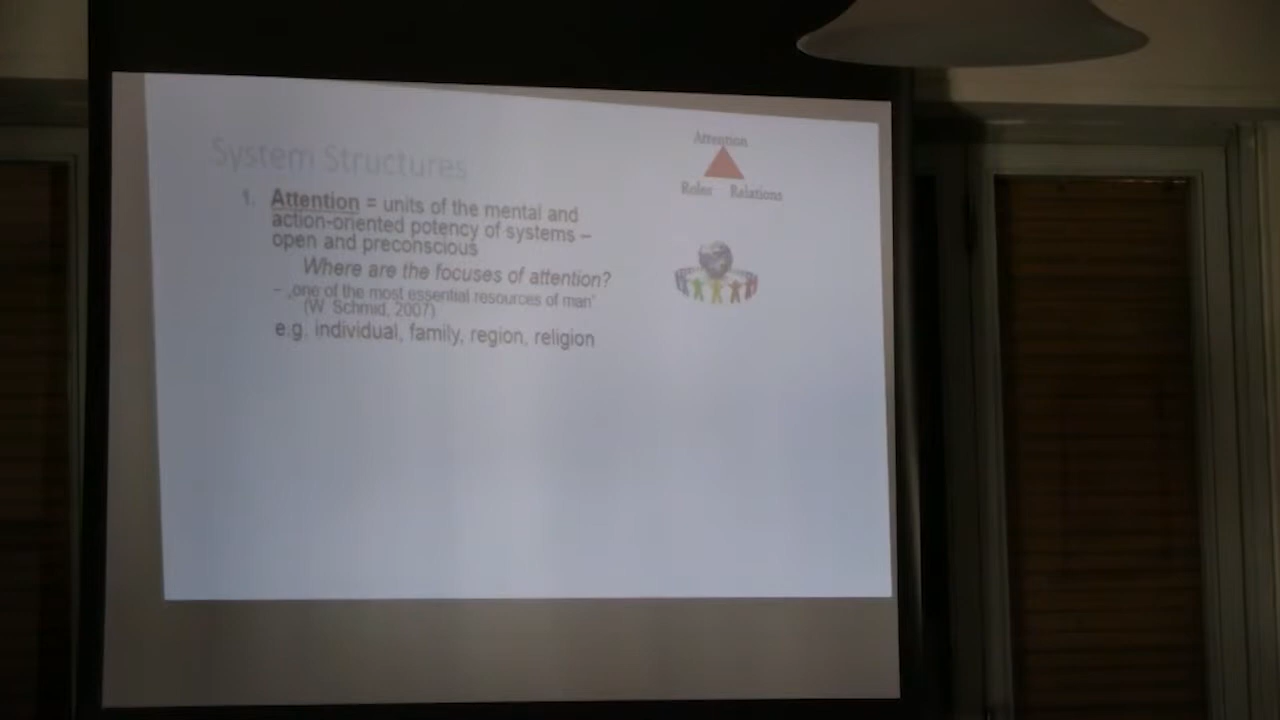 System Structures
1. Attention = units of the mental and
action-oriented potency of systems –
open and preconscious
Where are the focuses of attention?
– „one of the most essential resources of man“
(W. Schmid, 2007)
e.g. individual, family, region, religion
Attention
Roles Relations